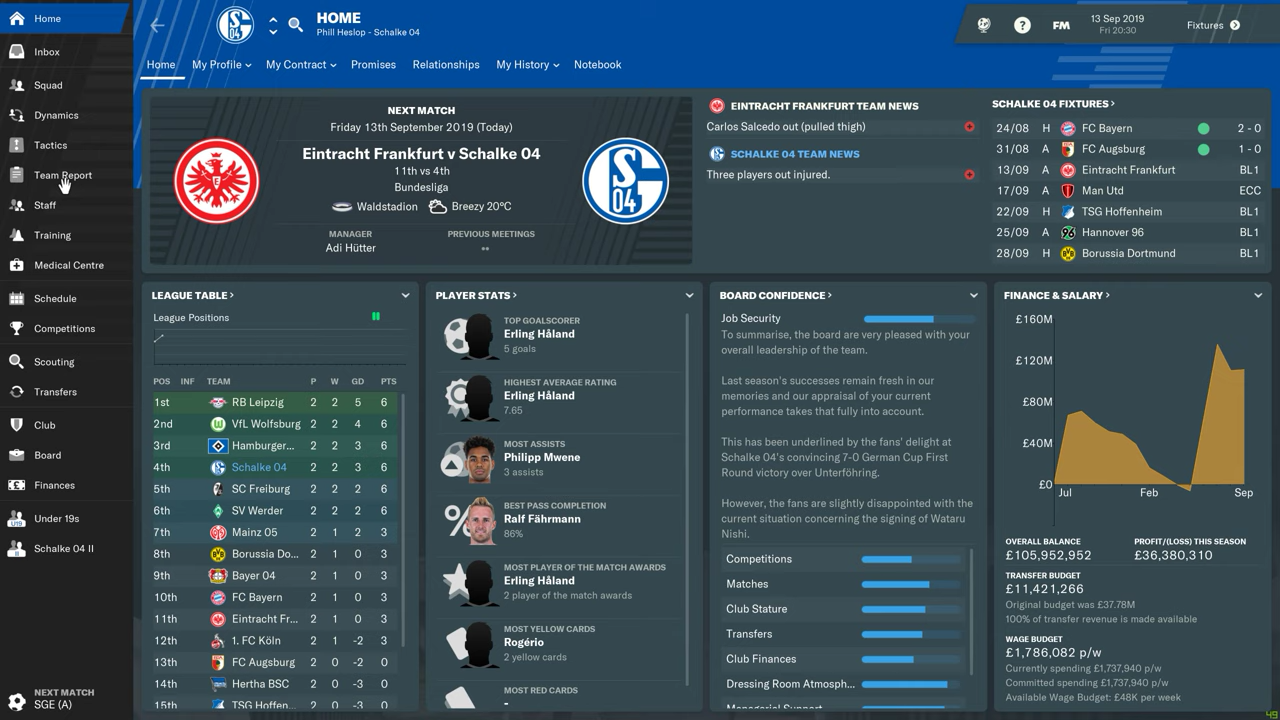 Home
Inbox
Squad
Dynamics
Tactics
Team Report
Staff
Training
Medical Centre
Schedule
Competitions
Scouting
Transfers
Club
Board
Finances
Under 19s
Schalke 04 II
NEXT MATCH
SGE (A)
HOME
Phill Heslop - Schalke 04
FM
13 Sep 2019
Fri 20:30
Fixtures
Home
My Profile
My Contract
Promises
Relationships
My History
Notebook
NEXT MATCH
Friday 13th September 2019 (Today)
Eintracht Frankfurt v Schalke 04
11th vs 4th
Bundesliga
Waldstadion
Breezy 20°C
MANAGER
Adi Hütter
PREVIOUS MEETINGS
--
EINTRACHT FRANKFURT TEAM NEWS
Carlos Salcedo out (pulled thigh)
SCHALKE 04 TEAM NEWS
Three players out injured.
SCHALKE 04 FIXTURES >
24/08 H FC Bayern 2 - 0
31/08 A FC Augsburg 1 - 0
13/09 A Eintracht Frankfurt BL1
17/09 A Man Utd ECC
22/09 H TSG Hoffenheim BL1
25/09 A Hannover 96 BL1
28/09 H Borussia Dortmund BL1
LEAGUE TABLE >
League Positions
POS INF TEAM P W GD PTS
1st RB Leipzig 2 2 5 6
2nd VfL Wolfsburg 2 2 4 6
3rd Hamburger... 2 2 3 6
4th Schalke 04 2 2 3 6
5th SC Freiburg 2 2 2 6
6th SV Werder 2 2 2 6
7th Mainz 05 2 1 2 3
8th Borussia Do... 2 1 0 3
9th Bayer 04 2 1 0 3
10th FC Bayern 2 1 0 3
11th Eintracht Fr... 2 1 0 3
12th 1. FC Köln 2 1 -2 3
13th FC Augsburg 2 0 -2 0
14th Hertha BSC 2 0 -3 0
15th TSG Hoffen... 2 0 -3 0
PLAYER STATS >
TOP GOALSCORER
Erling Håland
5 goals
HIGHEST AVERAGE RATING
Erling Håland
7.65
MOST ASSISTS
Philipp Mwene
3 assists
BEST PASS COMPLETION
Ralf Fährmann
86%
MOST PLAYER OF THE MATCH AWARDS
Erling Håland
2 player of the match awards
MOST YELLOW CARDS
Rogério
2 yellow cards
MOST RED CARDS
-
BOARD CONFIDENCE >
Job Security
To summarise, the board are very pleased with your
overall leadership of the team.
Last season's successes remain fresh in our
memories and our appraisal of your current
performance takes that fully into account.
This has been underlined by the fans' delight at
Schalke 04's convincing 7-0 German Cup First
Round victory over Unterföhring.
However, the fans are slightly disappointed with the
current situation concerning the signing of Wataru
Nishi.
Competitions
Matches
Club Stature
Transfers
Club Finances
Dressing Room Atmosph...
Managerial Support
FINANCE & SALARY >
£160M
£120M
£80M
£40M
£0
Jul Feb Sep
OVERALL BALANCE
£105,952,952
PROFIT/(LOSS) THIS SEASON
£36,380,310
TRANSFER BUDGET
£11,421,266
Original budget was £37.78M
100% of transfer revenue is made available
WAGE BUDGET
£1,786,082 p/w
Currently spending £1,737,940 p/w
Committed spending £1,737,940 p/w
Available Wage Budget: £48K per week